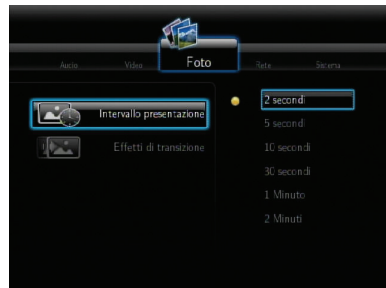 Audio Video Foto Rete Sistema
Intervallo presentazione
Effetti di transizione
2 secondi
5 secondi
10 secondi
30 secondi
1 Minuto
2 Minuti